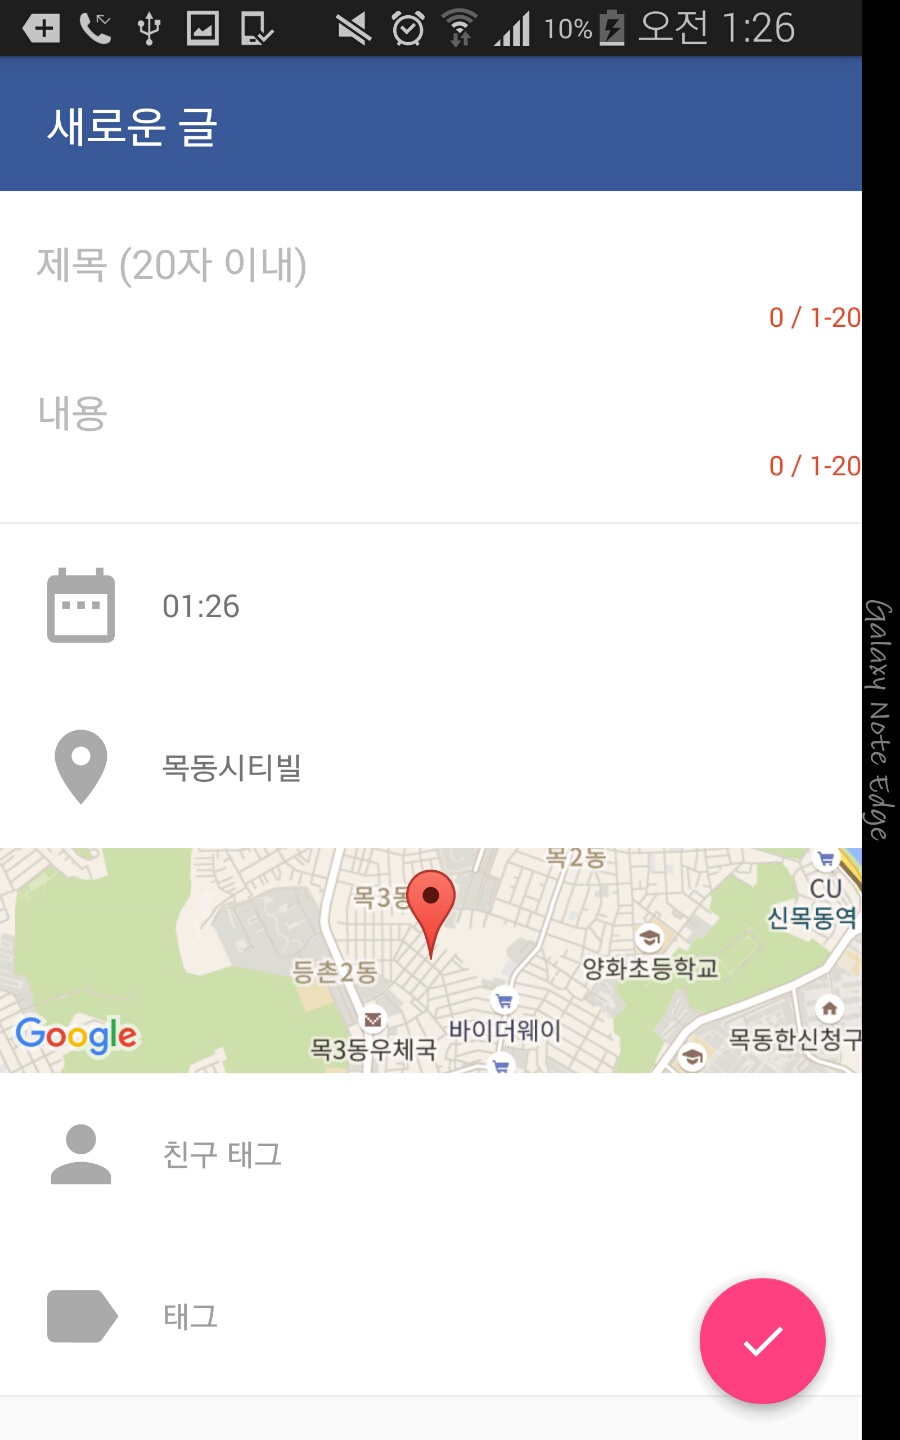 10% 오전 1:26
새로운 글
제목 (20자 이내)
0 / 1-20
내용
0 / 1-20
01:26
목동시티빌
목2동
목3동
CU
신목동역
등촌2동
양화초등학교
바이더웨이
목3동우체국
목동한신청구
Google
친구 태그
태그
Galaxy Note Edge